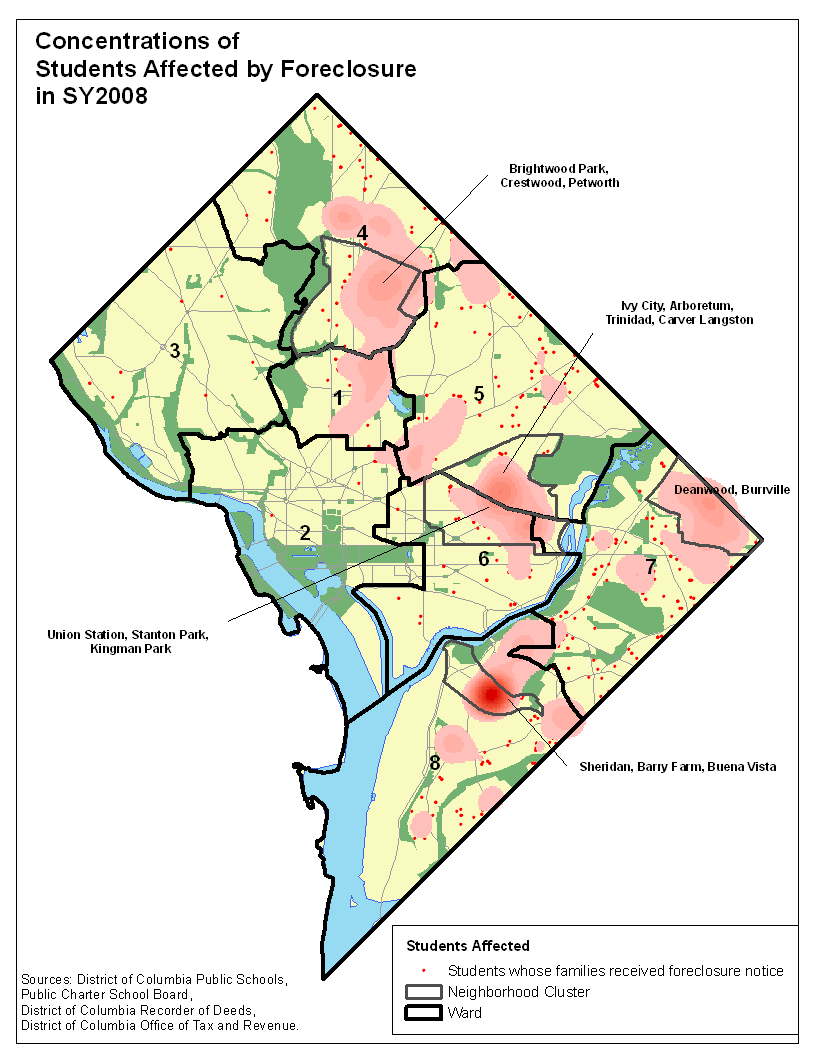 Concentrations of
Students Affected by Foreclosure
in SY2008
Brightwood Park,
Crestwood, Petworth
4
Ivy City, Arboretum,
Trinidad, Carver Langston
3
1
5
Deanwood, Burrville
2
6
7
Union Station, Stanton Park,
Kingman Park
8
Sheridan, Barry Farm, Buena Vista
Students Affected
Students whose families received foreclosure notice
Neighborhood Cluster
Ward
Sources: District of Columbia Public Schools,
Public Charter School Board,
District of Columbia Recorder of Deeds,
District of Columbia Office of Tax and Revenue.